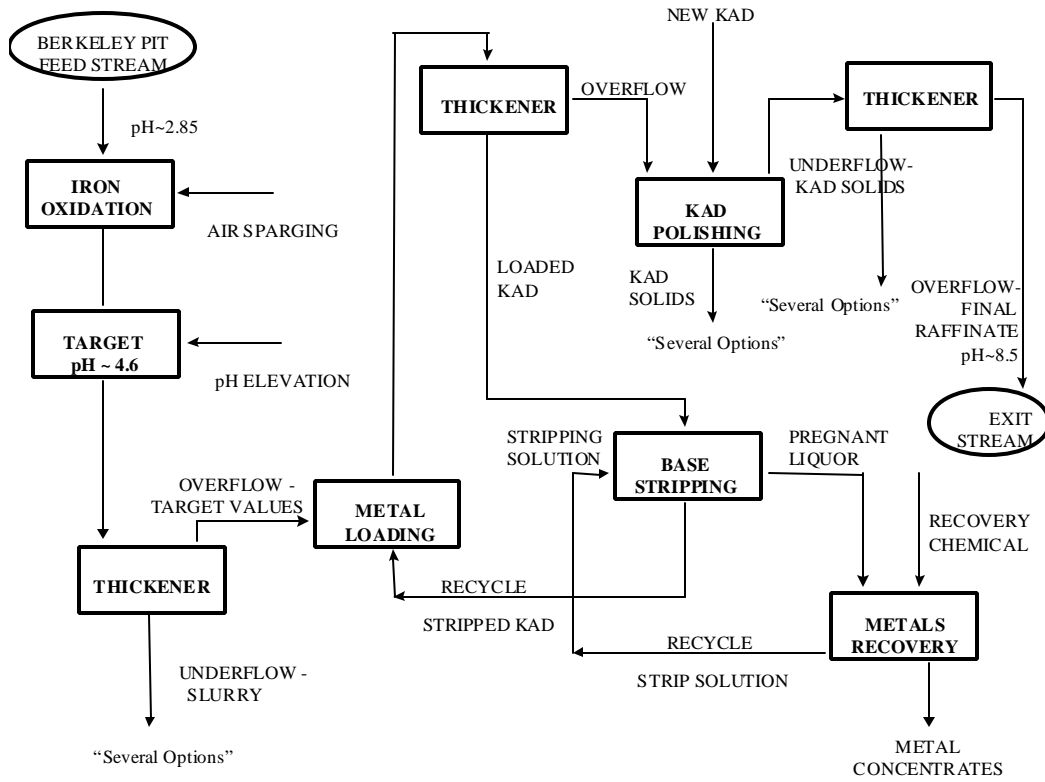 BERKELEY PIT
FEED STREAM
pH~2.85
IRON
OXIDATION
AIR SPARGING
TARGET
pH ~ 4.6
pH ELEVATION
OVERFLOW -
TARGET VALUES
THICKENER
UNDERFLOW -
SLURRY
“Several Options”
METAL
LOADING
THICKENER
OVERFLOW
NEW KAD
KAD
POLISHING
KAD
SOLIDS
“Several Options”
THICKENER
UNDERFLOW-
KAD SOLIDS
“Several Options”
OVERFLOW-
FINAL
RAFFINATE
pH~8.5
EXIT
STREAM
LOADED
KAD
STRIPPING
SOLUTION
BASE
STRIPPING
PREGNANT
LIQUOR
RECOVERY
CHEMICAL
RECYCLE
STRIPPED KAD
METALS
RECOVERY
RECYCLE
STRIP SOLUTION
METAL
CONCENTRATES